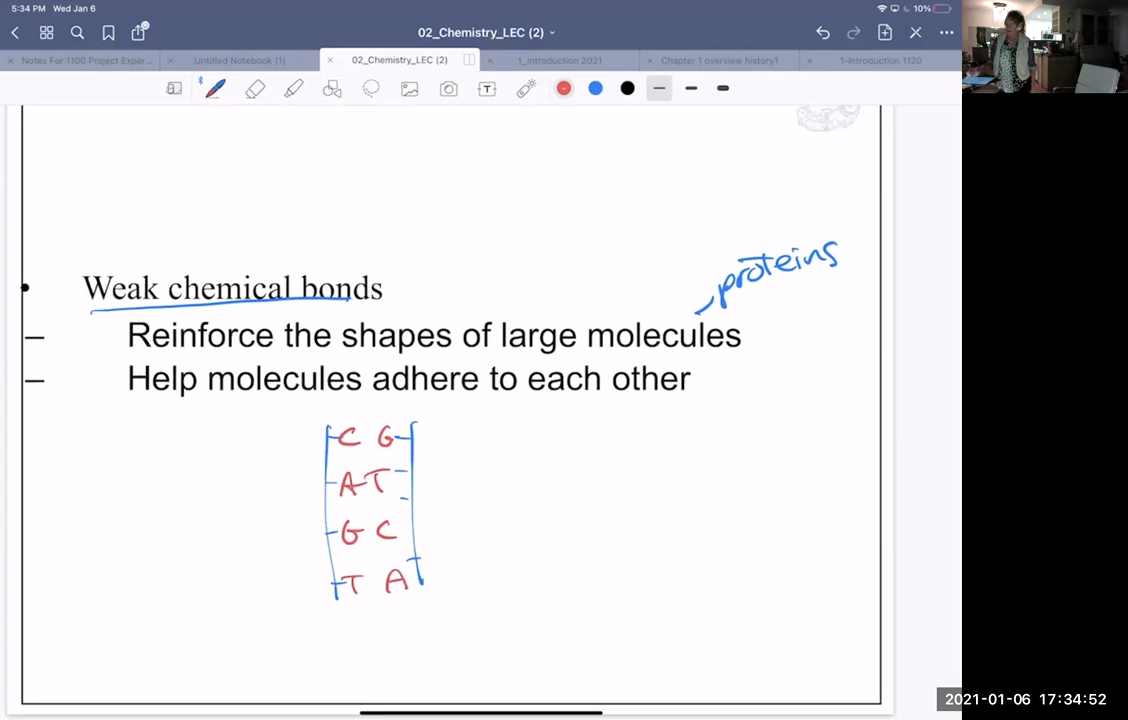 5:34 PM Wed Jan 6
10%
02_Chemistry_LEC (2)
Notes For 1100 Project Exper...
Untitled Notebook (1)
02_Chemistry_LEC (2)
1_Introduction 2021
Chapter 1 overview history1
1-Introduction 1120
proteins
• Weak chemical bonds
– Reinforce the shapes of large molecules
– Help molecules adhere to each other
C G
A T
G C
T A
2021-01-06 17:34:52